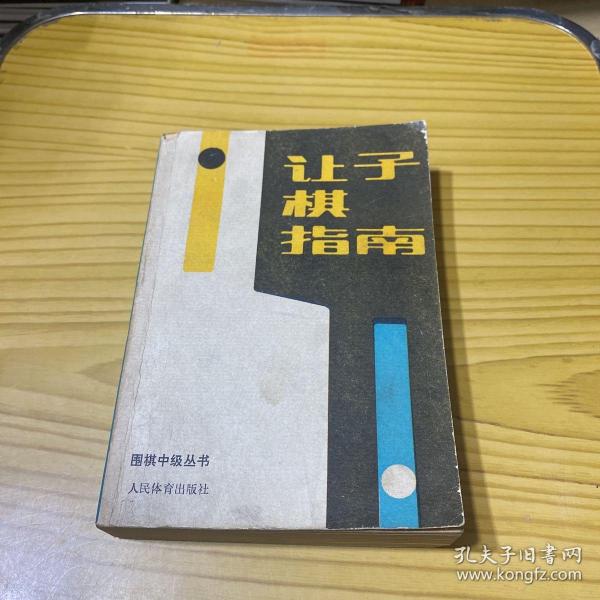 让子
棋
指南
围棋中级丛书
人民体育出版社
孔夫子旧书网
www.kongfz.com